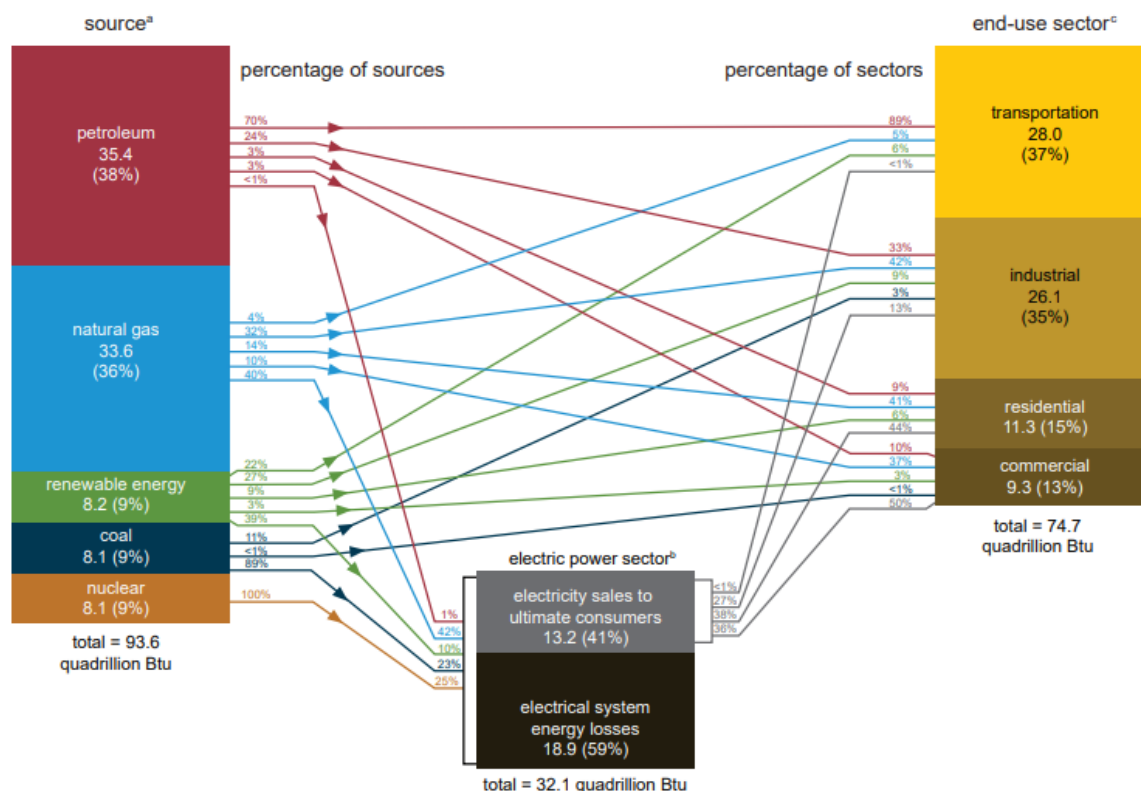 sourceᵃ
end-use sectorᶜ
percentage of sources
percentage of sectors
petroleum
35.4
(38%)
70%
24%
3%
3%
<1%
natural gas
33.6
(36%)
4%
32%
14%
10%
40%
renewable energy
8.2 (9%)
22%
27%
9%
3%
39%
coal
8.1 (9%)
11%
<1%
89%
nuclear
8.1 (9%)
100%
total = 93.6
quadrillion Btu
electric power sectorᵇ
1%
42%
10%
23%
25%
electricity sales to
ultimate consumers
13.2 (41%)
electrical system
energy losses
18.9 (59%)
total = 32.1 quadrillion Btu
<1%
27%
38%
36%
89%
5%
6%
<1%
transportation
28.0
(37%)
33%
42%
9%
3%
13%
industrial
26.1
(35%)
9%
41%
6%
44%
residential
11.3 (15%)
10%
37%
3%
<1%
50%
commercial
9.3 (13%)
total = 74.7
quadrillion Btu